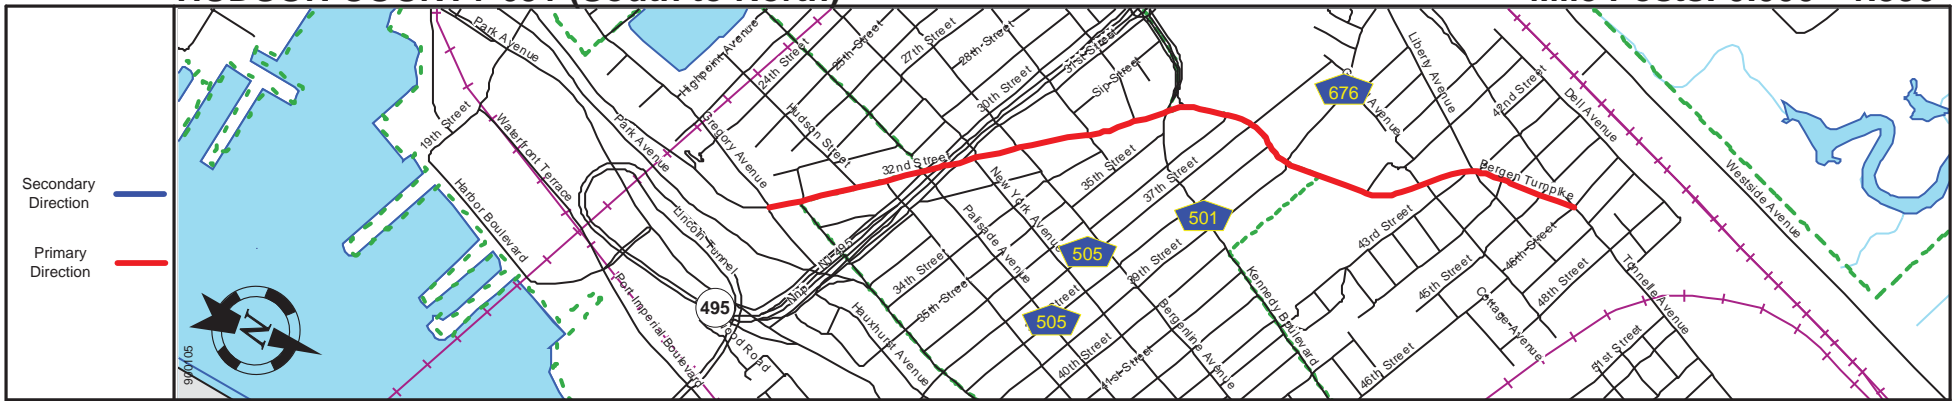 Secondary
Direction
Primary
Direction
900105
Park Avenue
19th Street
Waterfront Terrace
Harbor Boulevard
Park Avenue
Highpoint Avenue
24th Street
25th Street
27th Street
28th Street
30th Street
31st Street
Sip Street
Gregory Avenue
Hudson Street
32nd Street
Lincoln Tunnel
Port Imperial Boulevard
495
Hauxhurst Avenue
34th Street
35th Street
Palisade Avenue
New York Avenue
35th Street
37th Street
505
505
Street
39th Street
40th Street
41st Street
Bergenline Avenue
501
Kennedy Boulevard
676
Avenue
Liberty Avenue
42nd Street
Dell Avenue
Bergen Turnpike
43rd Street
45th Street
46th Street
46th Street
48th Street
Cottage Avenue
Tonnelle Avenue
51st Street
Westside Avenue
N